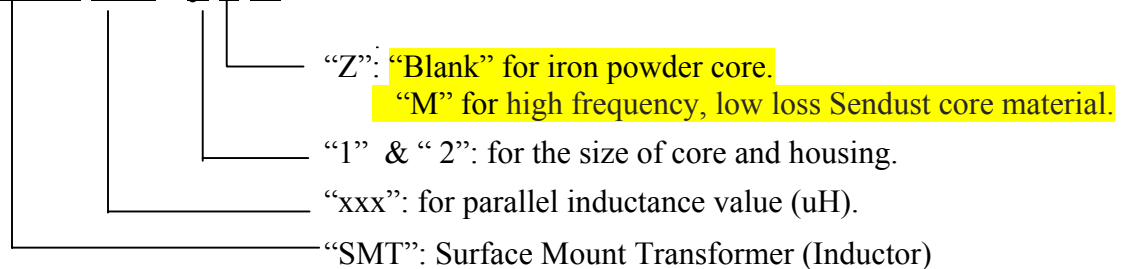 “Z”: “Blank” for iron powder core.
“M” for high frequency, low loss Sendust core material.
“1” & “ 2”: for the size of core and housing.
“xxx”: for parallel inductance value (uH).
“SMT”: Surface Mount Transformer (Inductor)